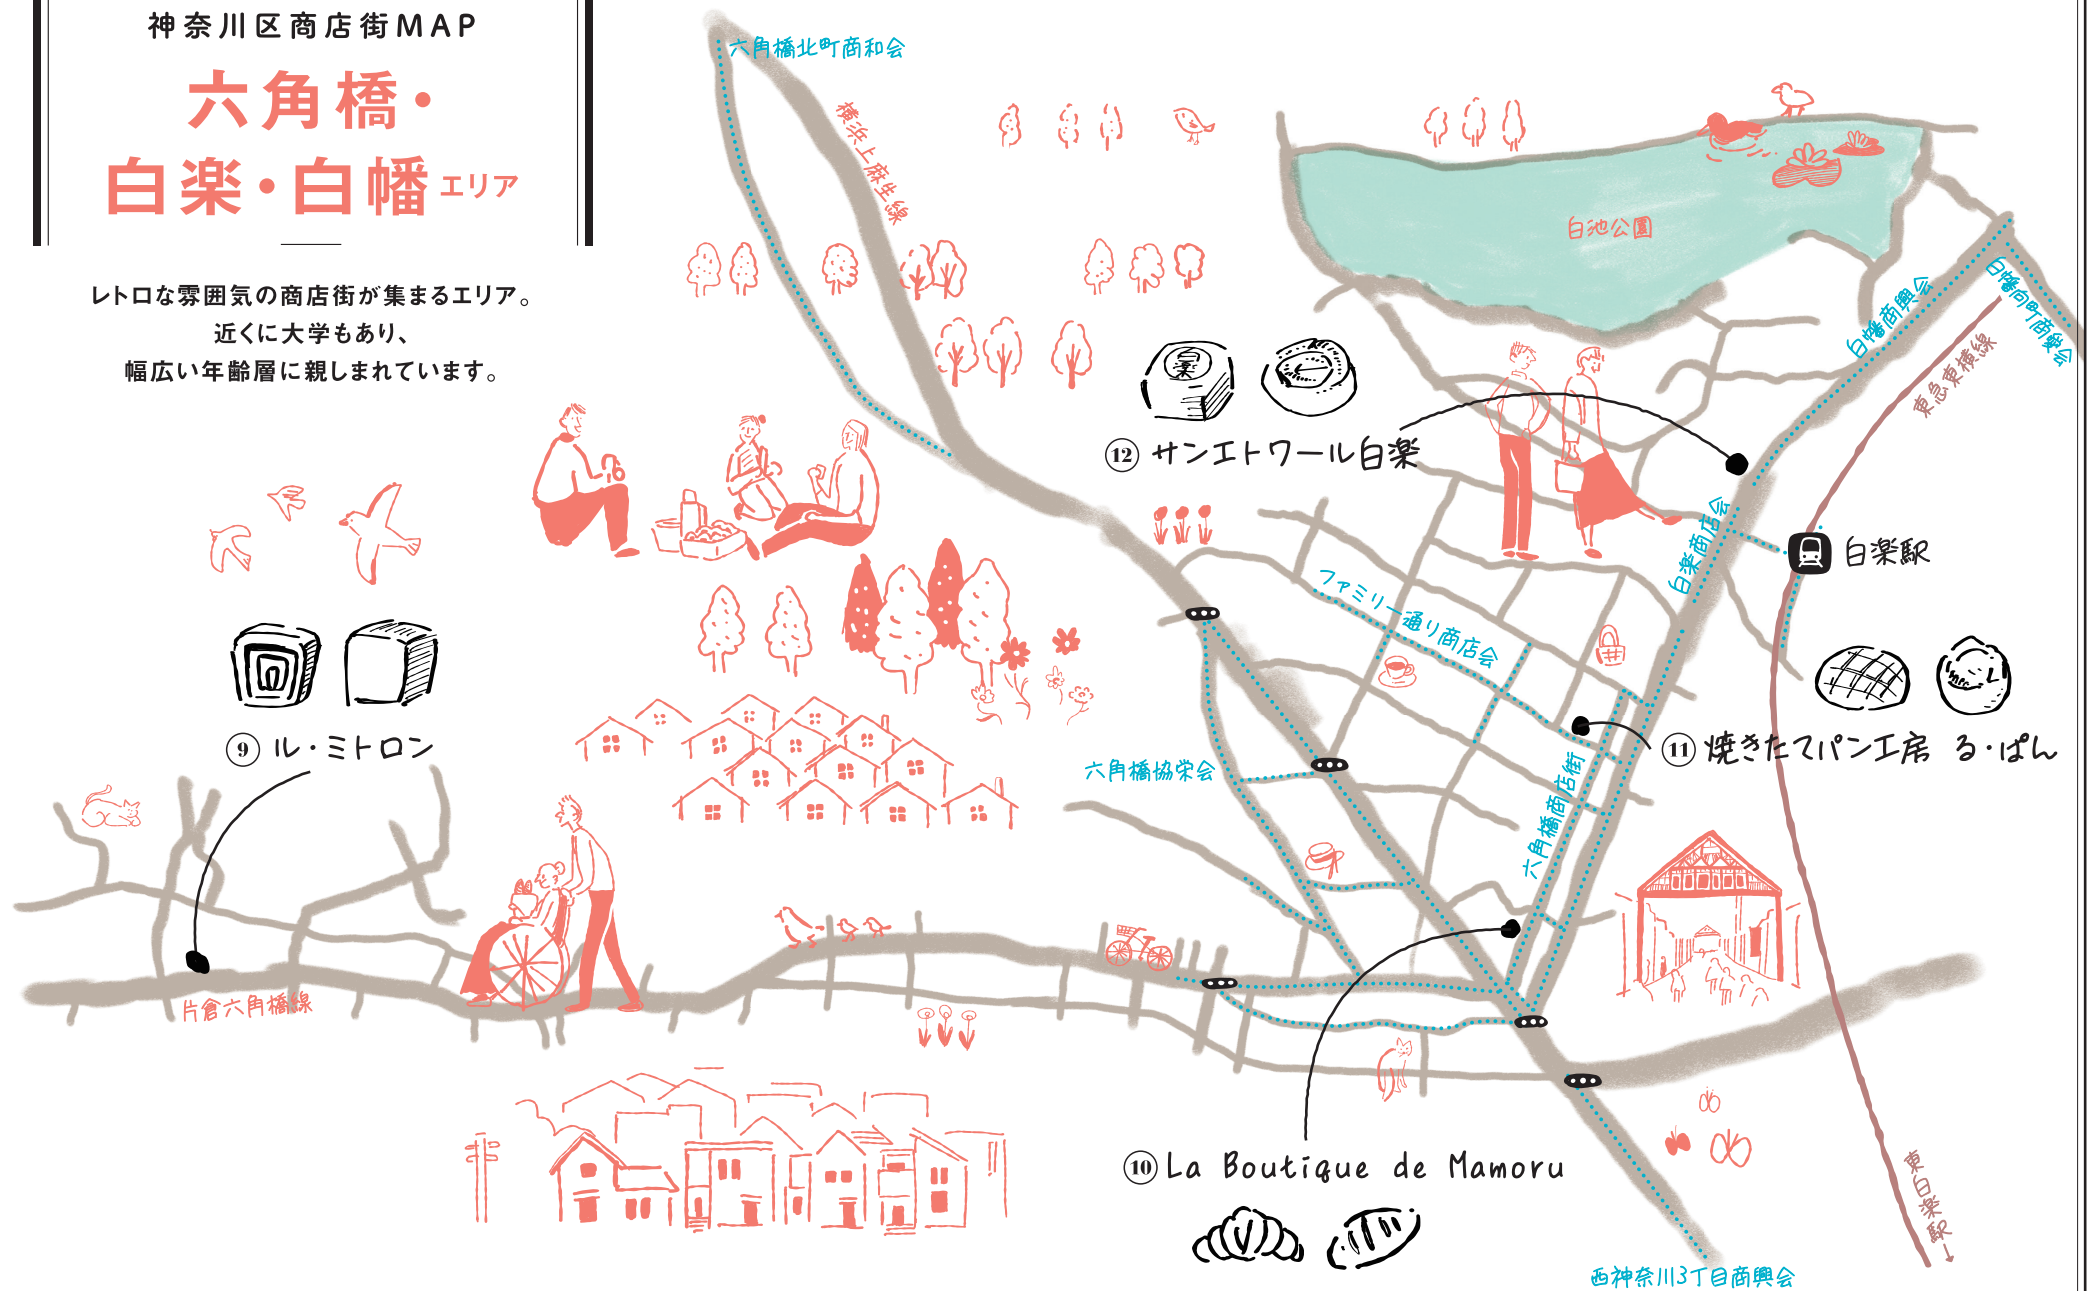 神奈川区商店街MAP
六角橋・
白楽・白幡エリア
レトロな雰囲気の商店街が集まるエリア。
近くに大学もあり、
幅広い年齢層に親しまれています。
六角橋北町商和会
横浜上麻生線
白池公園
白幡商興会
白幡向町商栄会
東急東横線
白楽
⑫ サンエトワール白楽
白楽商店会
白楽駅
ファミリー通り商店会
⑨ ル・ミトロン
⑪ 焼きたてパン工房 る・ぱん
六角橋協栄会
六角橋商店街
片倉六角橋線
⑩ La Boutique de Mamoru
東白楽駅→
西神奈川3丁目商興会